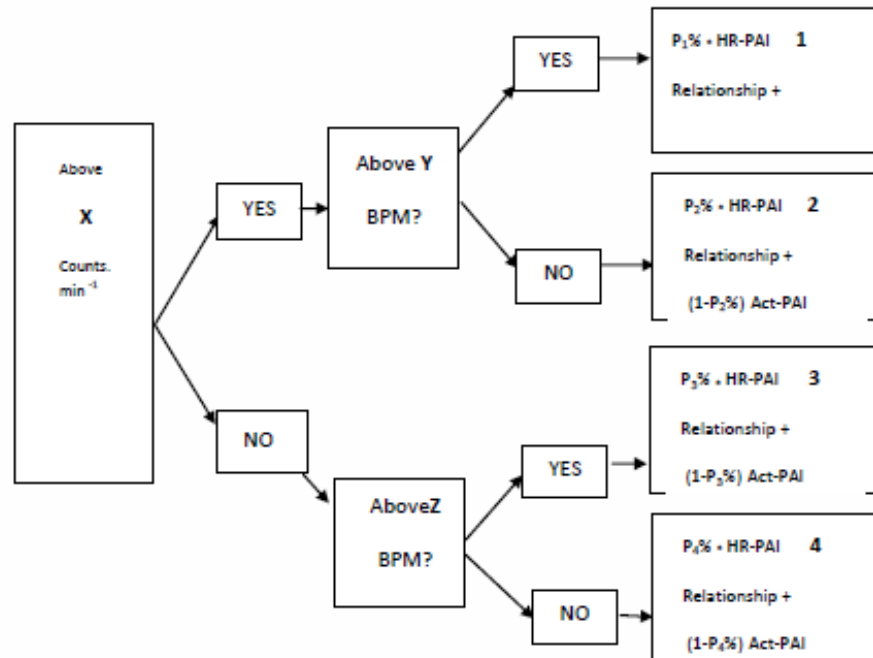 Above
X
Counts.
min ⁻¹
YES
Above Y
BPM?
YES
P₁% * HR-PAI 1
Relationship +
NO
P₂% * HR-PAI 2
Relationship +
(1-P₂%) Act-PAI
NO
AboveZ
BPM?
YES
P₃% * HR-PAI 3
Relationship +
(1-P₃%) Act-PAI
NO
P₄% * HR-PAI 4
Relationship +
(1-P₄%) Act-PAI